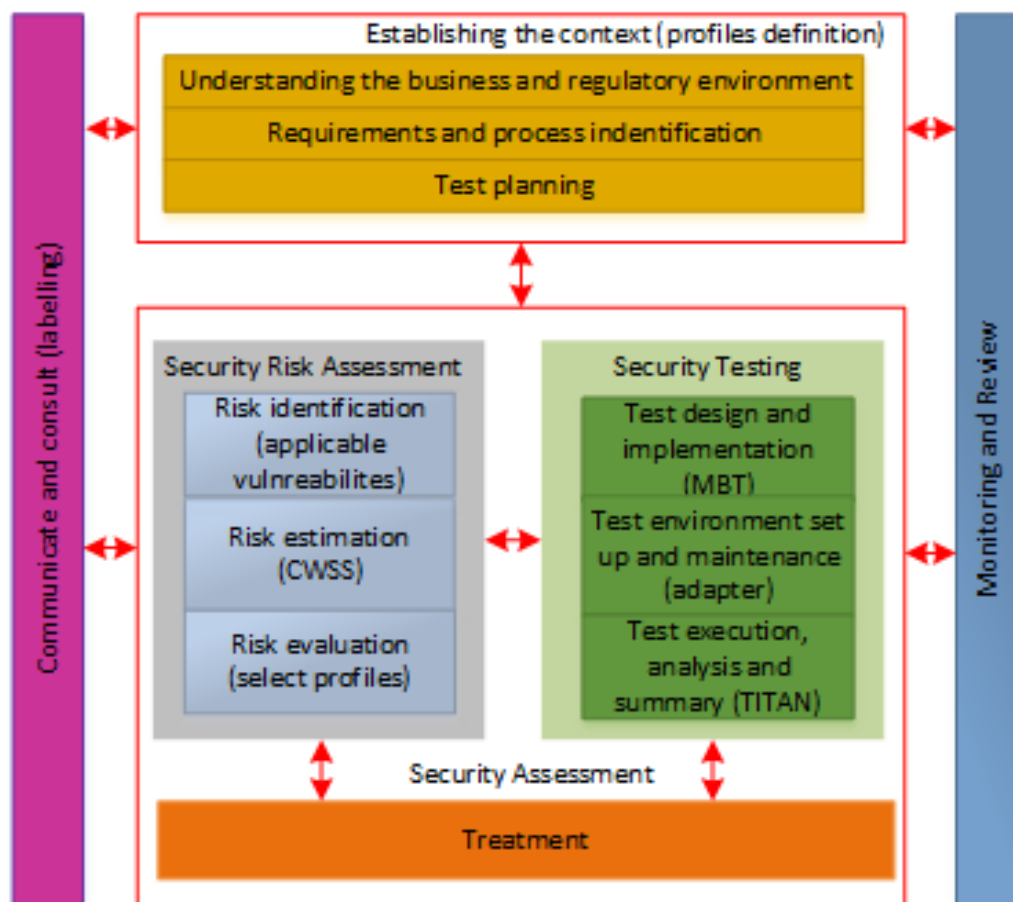 Communicate and consult (labelling)
Establishing the context ( profiles definition)
Understanding the business and regulatory environment
Requirements and process indentification
Test planning
Security Risk Assessment
Risk identification
(applicable
vulnreabilites)
Risk estimation
(CWSS)
Risk evaluation
(select profiles)
Security Testing
Test design and
implementation
(MBT)
Test environment set
up and maintenance
(adapter)
Test execution,
analysis and
summary (TITAN)
Security Assessment
Treatment
Monitoring and Review